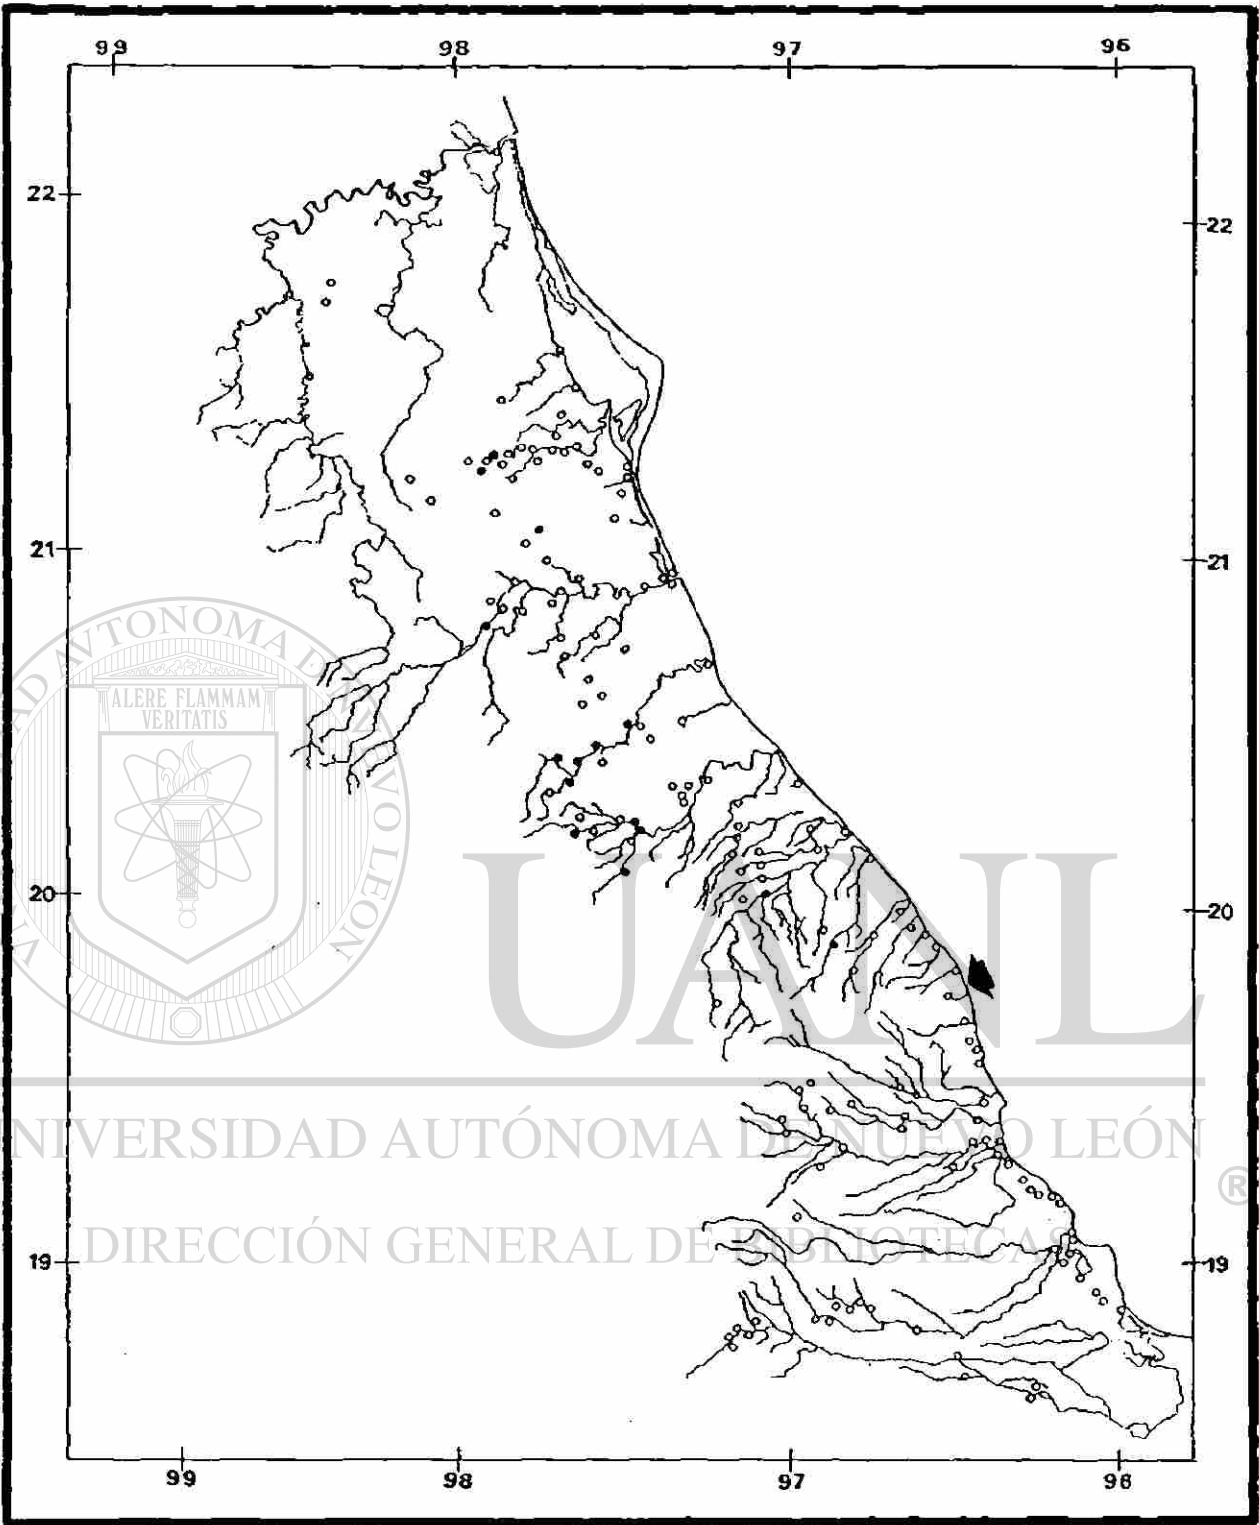 99 98 97 96
22 22
21 21
20 20
19 19
99 98 97 96
ALERE FLAMMAM
VERITATIS
UANL
UNIVERSIDAD AUTÓNOMA DE NUEVO LEÓN
®
DIRECCIÓN GENERAL DE BIBLIOTECAS